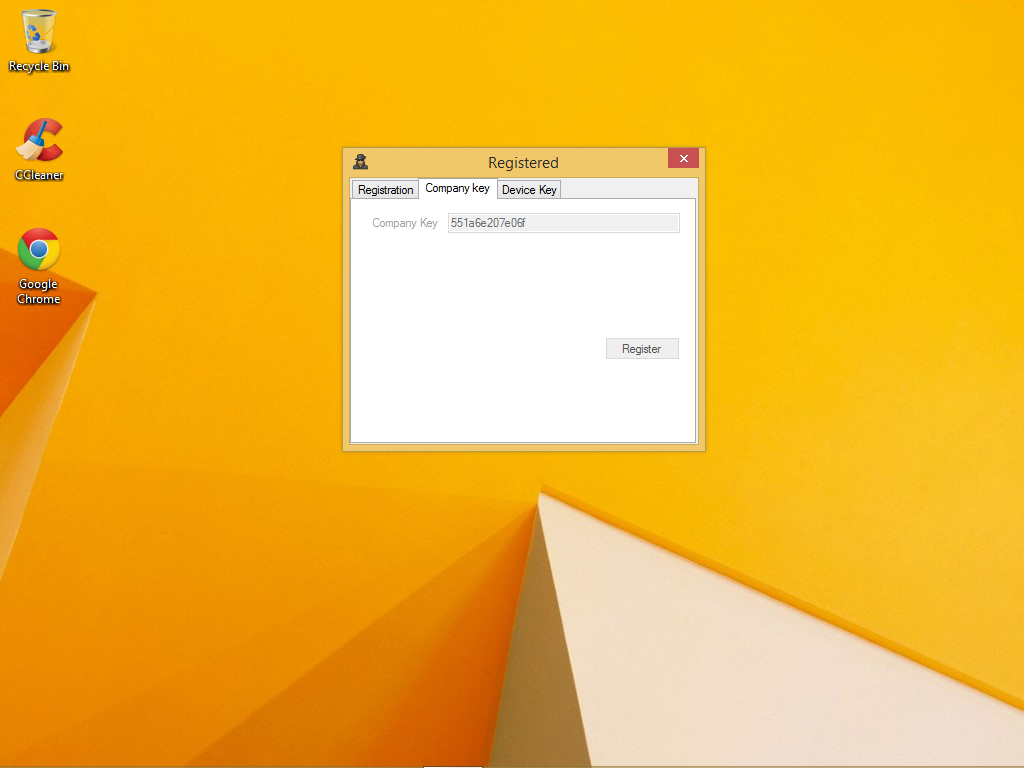 Recycle Bin
CCleaner
Google
Chrome
Registered
Registration
Company key
Device Key
Company Key
551a6e207e06f
Register